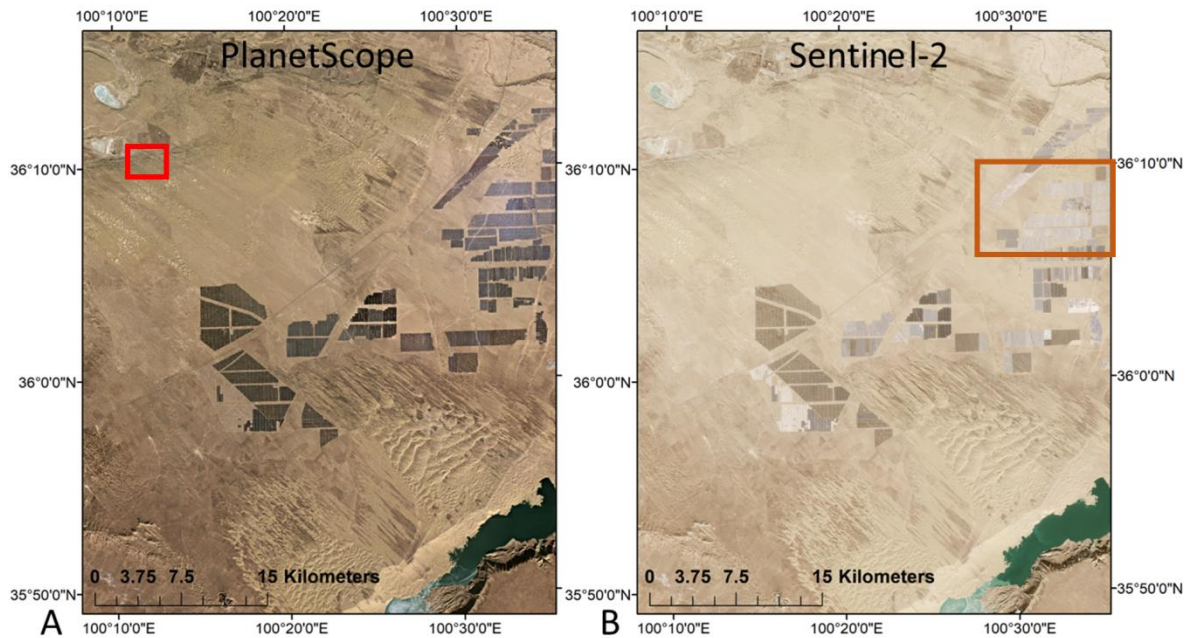 100°10'0"E 100°20'0"E 100°30'0"E 100°10'0"E 100°20'0"E 100°30'0"E
PlanetScope Sentinel-2
36°10'0"N 36°10'0"N
36°0'0"N 36°0'0"N 36°0'0"N
0 3.75 7.5 15 Kilometers 0 3.75 7.5 15 Kilometers
35°50'0"N 35°50'0"N 35°50'0"N
A B
100°10'0"E 100°20'0"E 100°30'0"E 100°10'0"E 100°20'0"E 100°30'0"E